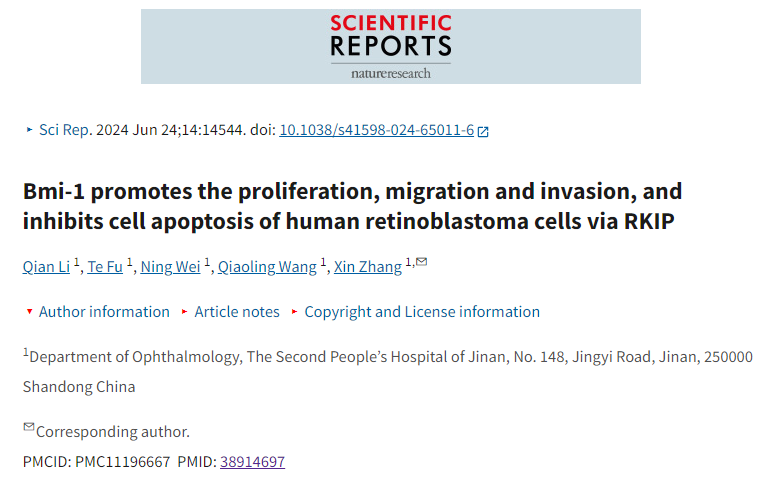 SCIENTIFIC
REPORTS
natureresearch
Sci Rep. 2024 Jun 24;14:14544. doi: 10.1038/s41598-024-65011-6
Bmi-1 promotes the proliferation, migration and invasion, and
inhibits cell apoptosis of human retinoblastoma cells via RKIP
Qian Li 1, Te Fu 1, Ning Wei 1, Qiaoling Wang 1, Xin Zhang 1,✉
Author information Article notes Copyright and License information
1Department of Ophthalmology, The Second People’s Hospital of Jinan, No. 148, Jingyi Road, Jinan, 250000
Shandong China
✉Corresponding author.
PMCID: PMC11196667 PMID: 38914697